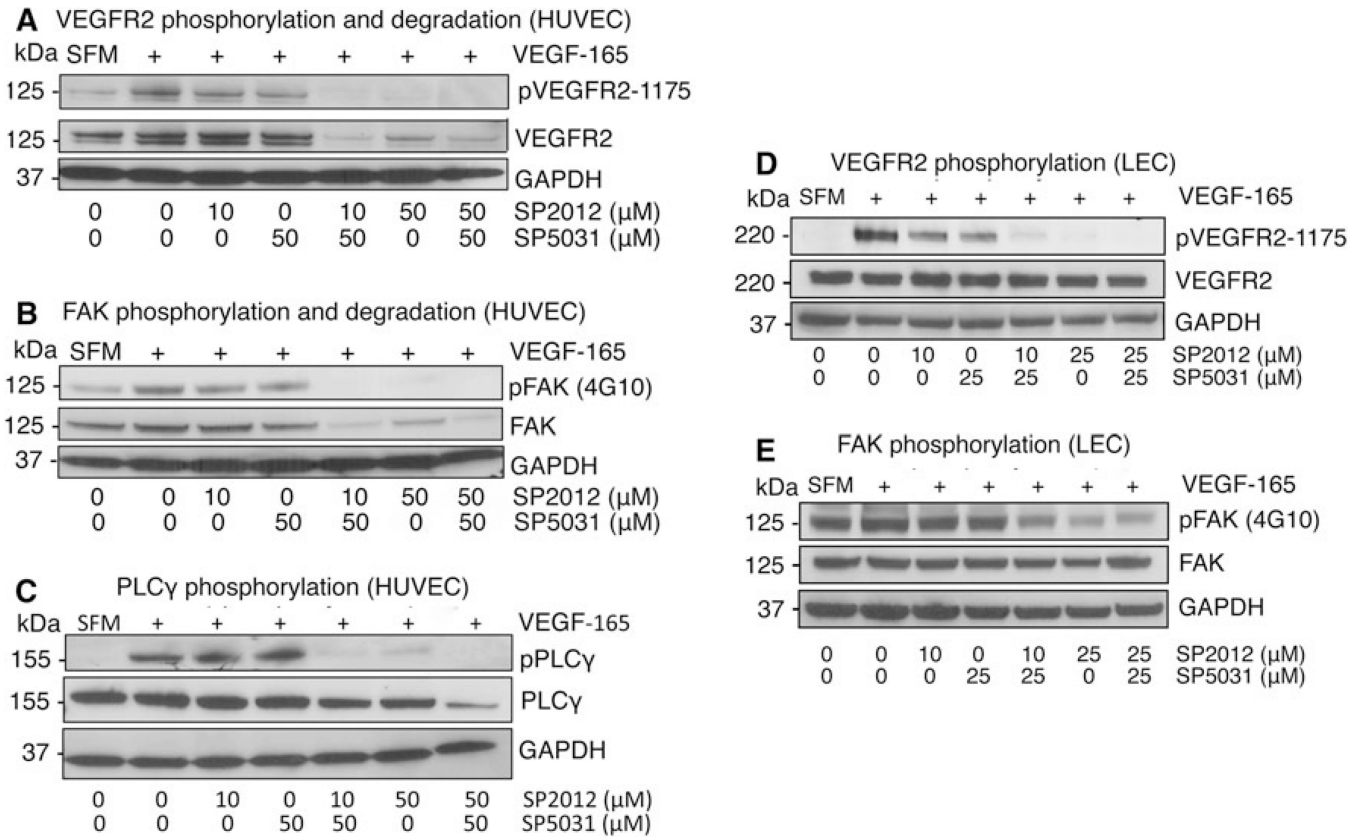 A VEGFR2 phosphorylation and degradation (HUVEC)
kDa SFM + + + + + + VEGF-165
125 pVEGFR2-1175
125 VEGFR2
37 GAPDH
0 0 10 0 10 50 50 SP2012 (µM)
0 0 0 50 50 0 50 SP5031 (µM)
B FAK phosphorylation and degradation (HUVEC)
kDa SFM + + + + + + VEGF-165
125 pFAK (4G10)
125 FAK
37 GAPDH
0 0 10 0 10 50 50 SP2012 (µM)
0 0 0 50 50 0 50 SP5031 (µM)
C PLCγ phosphorylation (HUVEC)
kDa SFM + + + + + + VEGF-165
155 pPLCγ
155 PLCγ
37 GAPDH
0 0 10 0 10 50 50 SP2012 (µM)
0 0 0 50 50 0 50 SP5031 (µM)
D VEGFR2 phosphorylation (LEC)
kDa SFM + + + + + + VEGF-165
220 pVEGFR2-1175
220 VEGFR2
37 GAPDH
0 0 10 0 10 25 25 SP2012 (µM)
0 0 0 25 25 0 25 SP5031 (µM)
E FAK phosphorylation (LEC)
kDa SFM + + + + + + VEGF-165
125 pFAK (4G10)
125 FAK
37 GAPDH
0 0 10 0 10 25 25 SP2012 (µM)
0 0 0 25 25 0 25 SP5031 (µM)